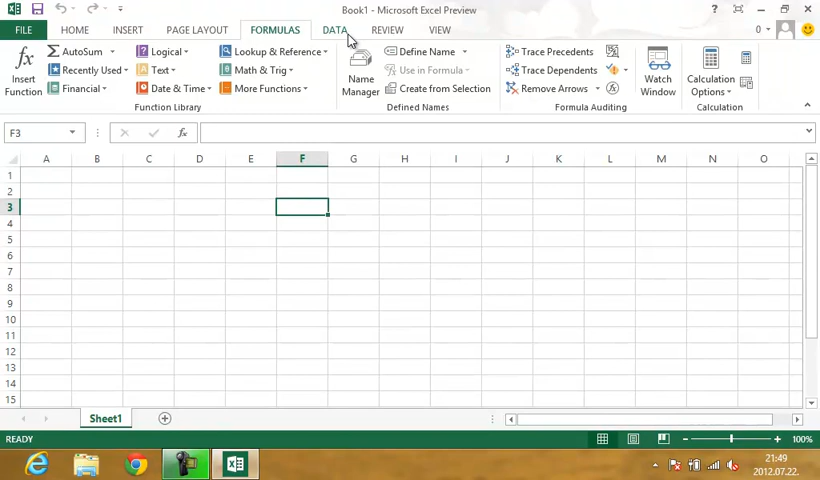 Book1 - Microsoft Excel Preview
FILE HOME INSERT PAGE LAYOUT FORMULAS DATA REVIEW VIEW 0
AutoSum Logical Lookup & Reference Define Name Trace Precedents
Recently Used Text Math & Trig Use in Formula Trace Dependents
Financial Date & Time More Functions Create from Selection Remove Arrows
Insert Function
Name Manager
Watch Window
Calculation Options
Function Library Defined Names Formula Auditing Calculation
F3 fx
A B C D E F G H I J K L M N O
1
2
3
4
5
6
7
8
9
10
11
12
13
14
15
Sheet1
READY 100%
21:49
2012.07.22.